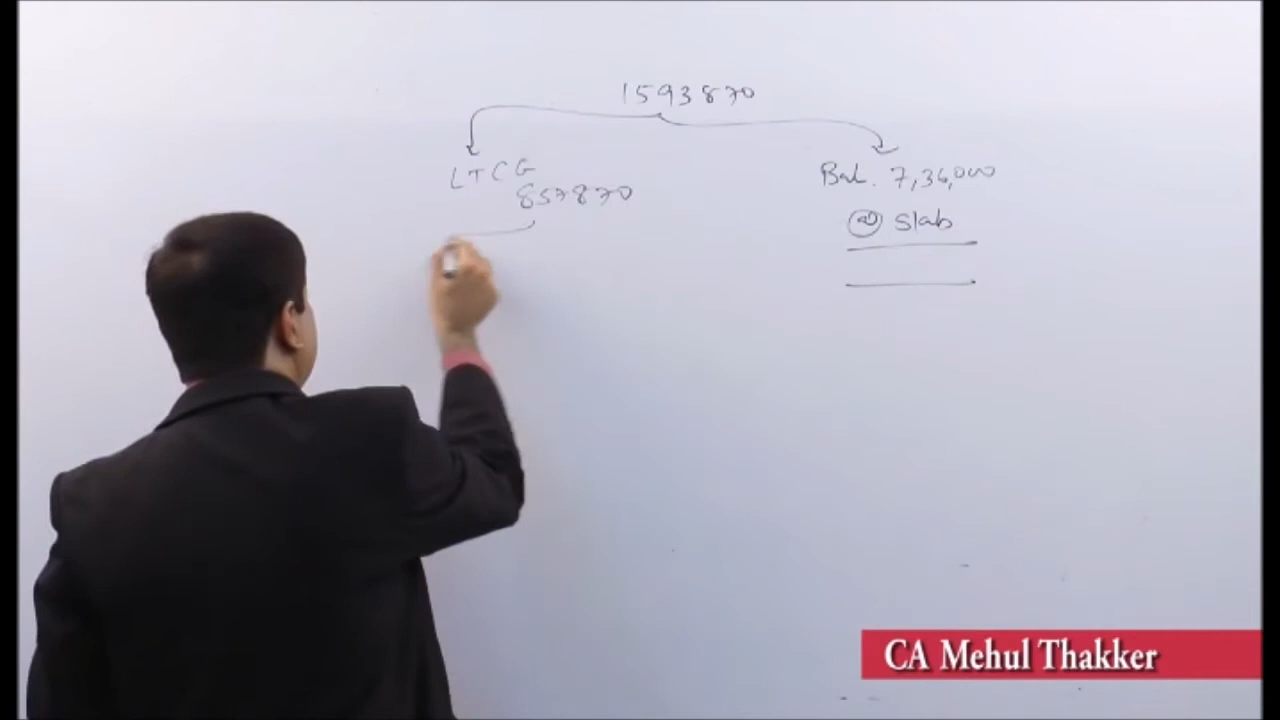 1593870
LTCG
857870
Bal. 7,36,000
@ Slab
CA Mehul Thakker